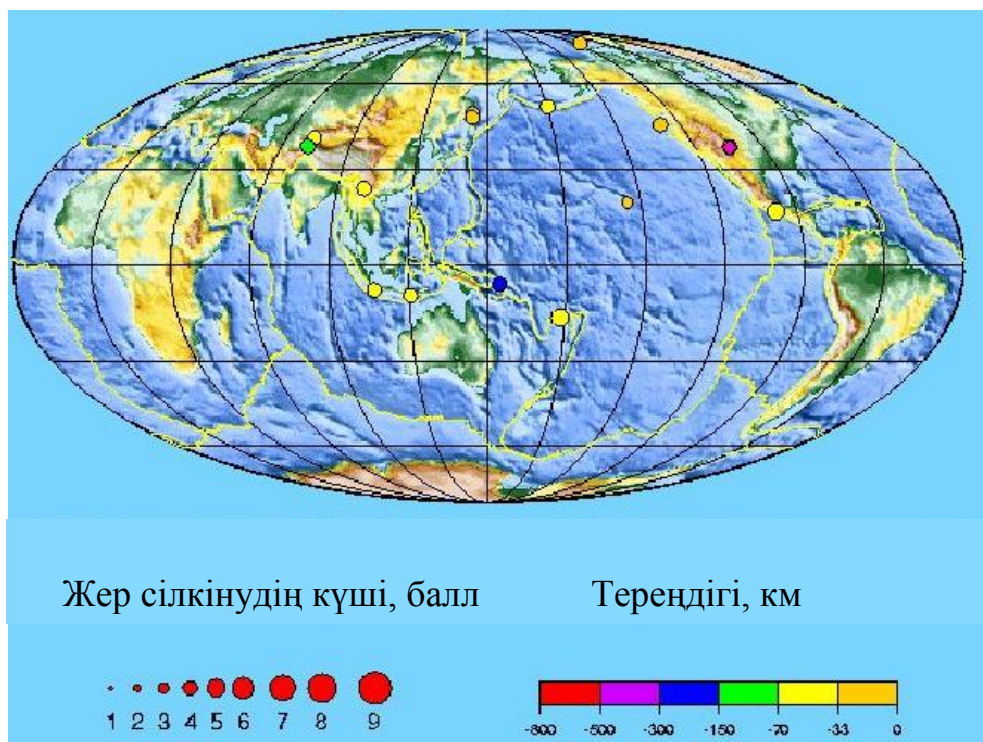 Жер сілкінудің күші, балл Тереңдігі, км
1 2 3 4 5 6 7 8 9
-800 -500 -300 -150 -70 -33 0